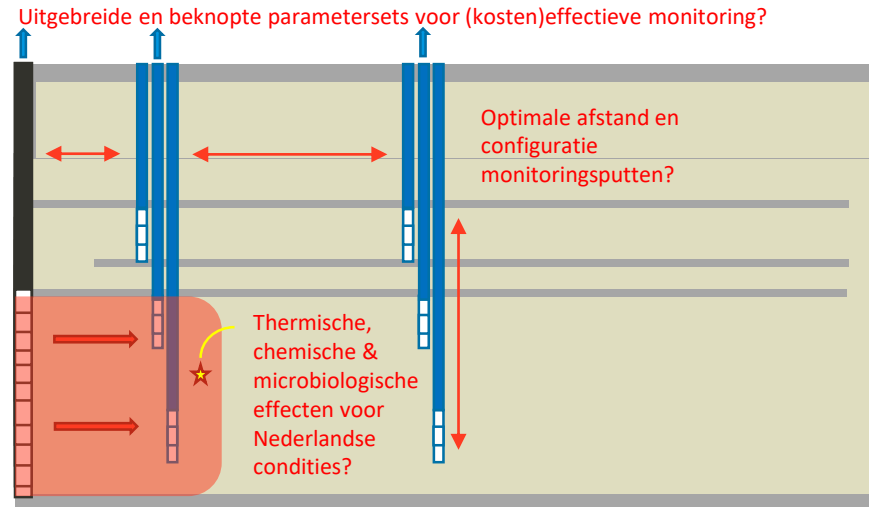 Uitgebreide en beknopte parametersets voor (kosten)effectieve monitoring?
Optimale afstand en
configuratie
monitoringsputten?
Thermische,
chemische &
microbiologische
effecten voor
Nederlandse
condities?